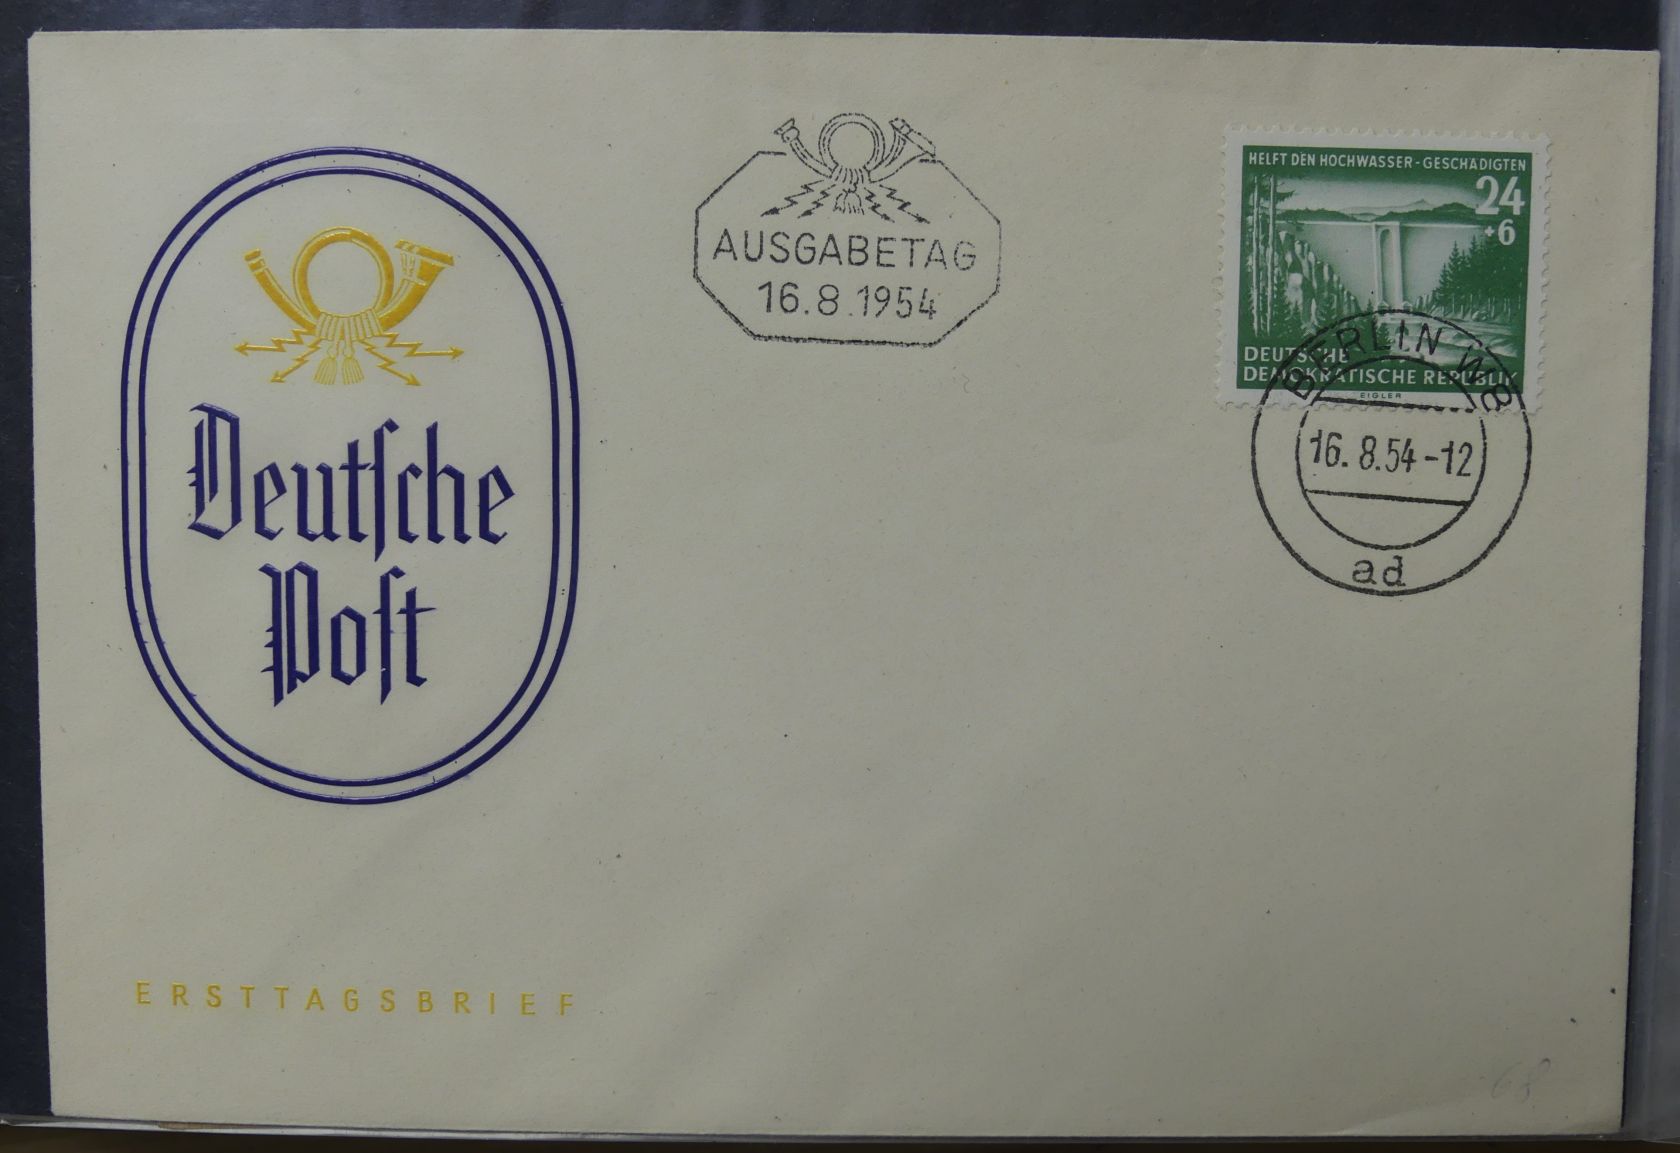 Deutsche
Post
ERSTTAGSBRIEF
AUSGABETAG
16.8.1954
HELFT DEN HOCHWASSER-GESCHÄDIGTEN
24
+6
DEUTSCHE
DEMOKRATISCHE REPUBLIK
EIGLER
BERLIN W8
16.8.54-12
ad